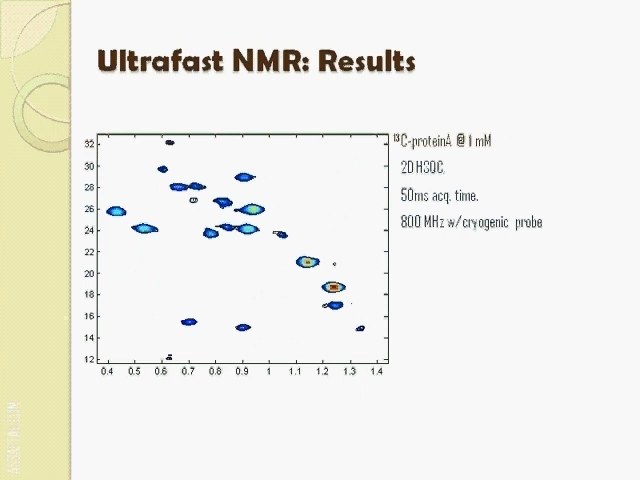 Ultrafast NMR: Results
¹³C-proteinA @ 1 mM
2D HSQC,
50ms acq. time,
800 MHz w/cryogenic probe
32
30
28
26
24
22
20
18
16
14
12
0.4 0.5 0.6 0.7 0.8 0.9 1 1.1 1.2 1.3 1.4